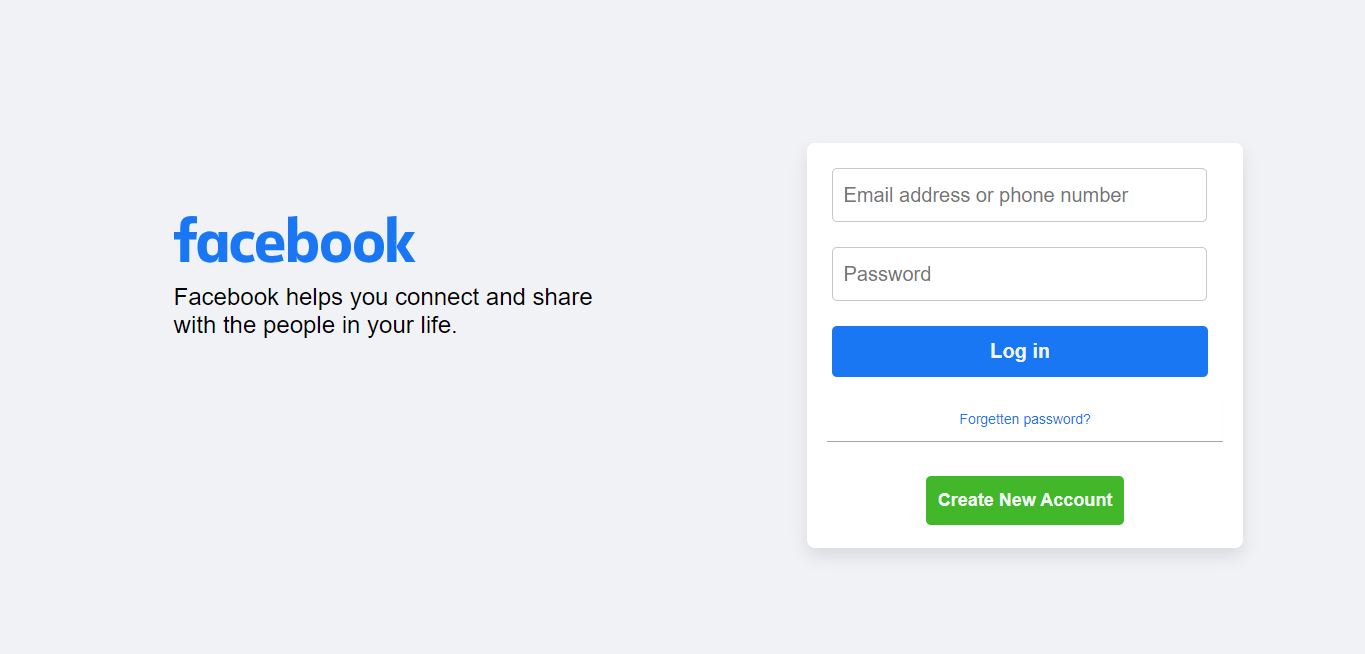 facebook
Facebook helps you connect and share
with the people in your life.
Email address or phone number
Password
Log in
Forgetten password?
Create New Account